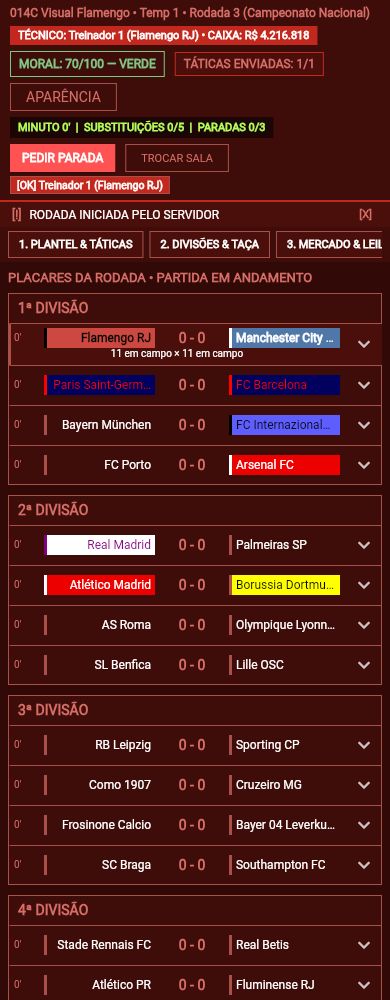 014C Visual Flamengo • Temp 1 • Rodada 3 (Campeonato Nacional)
TÉCNICO: Treinador 1 (Flamengo RJ) • CAIXA: R$ 4.216.818
MORAL: 70/100 — VERDE TÁTICAS ENVIADAS: 1/1
APARÊNCIA
MINUTO 0' | SUBSTITUIÇÕES 0/5 | PARADAS 0/3
PEDIR PARADA TROCAR SALA
[OK] Treinador 1 (Flamengo RJ)
[!] RODADA INICIADA PELO SERVIDOR [X]
1. PLANTEL & TÁTICAS 2. DIVISÕES & TAÇA 3. MERCADO & LEIL
PLACARES DA RODADA • PARTIDA EM ANDAMENTO
1ª DIVISÃO
0' Flamengo RJ 0 - 0 Manchester City ...
11 em campo × 11 em campo
0' Paris Saint-Germ... 0 - 0 FC Barcelona
0' Bayern München 0 - 0 FC Internazional...
0' FC Porto 0 - 0 Arsenal FC
2ª DIVISÃO
0' Real Madrid 0 - 0 Palmeiras SP
0' Atlético Madrid 0 - 0 Borussia Dortmu...
0' AS Roma 0 - 0 Olympique Lyonn...
0' SL Benfica 0 - 0 Lille OSC
3ª DIVISÃO
0' RB Leipzig 0 - 0 Sporting CP
0' Como 1907 0 - 0 Cruzeiro MG
0' Frosinone Calcio 0 - 0 Bayer 04 Leverku...
0' SC Braga 0 - 0 Southampton FC
4ª DIVISÃO
0' Stade Rennais FC 0 - 0 Real Betis
0' Atlético PR 0 - 0 Fluminense RJ